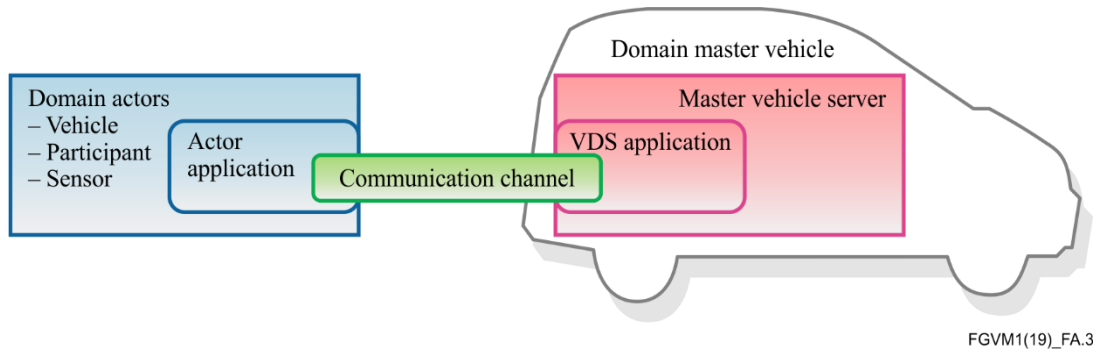 Domain master vehicle
Domain actors
– Vehicle
– Participant
– Sensor
Actor
application
Communication channel
Master vehicle server
VDS application
FGVM1(19)_FA.3